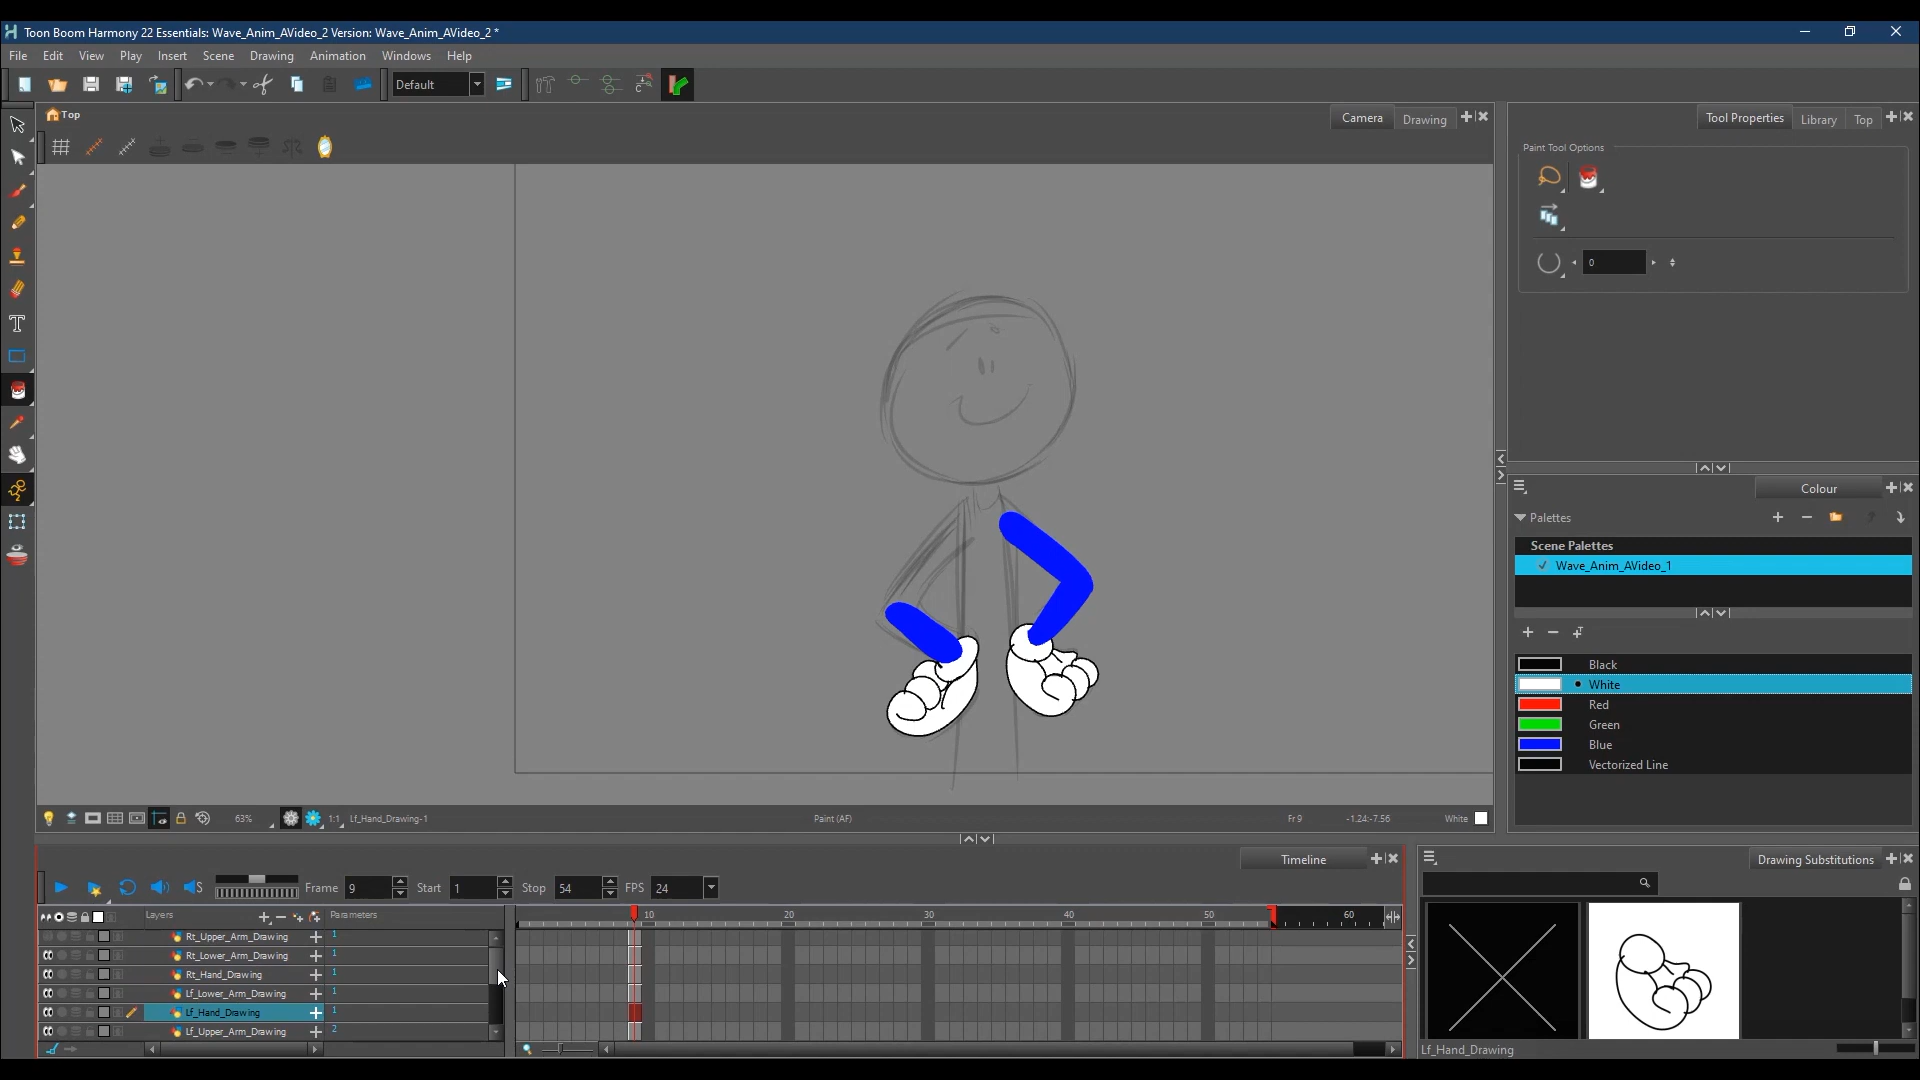 Toon Boom Harmony 22 Essentials: Wave_Anim_AVideo_2 Version: Wave_Anim_AVideo_2 *
File Edit View Play Insert Scene Drawing Animation Windows Help
Default
Top
Camera Drawing
Tool Properties Library Top
Paint Tool Options
0
Colour
Palettes
Scene Palettes
Wave_Anim_AVideo_1
Black
White
Red
Green
Blue
Vectorized Line
63% 1:1 Lf_Hand_Drawing-1 Paint (AF) Fr 9 -1.24:-7.56 White
Timeline
Drawing Substitutions
Frame 9 Start 1 Stop 54 FPS 24
Layers Parameters 10 20 30 40 50 60
Rt_Upper_Arm_Drawing 1
Rt_Lower_Arm_Drawing 1
Rt_Hand_Drawing 1
Lf_Lower_Arm_Drawing 1
Lf_Hand_Drawing 1
Lf_Upper_Arm_Drawing 2
Lf_Hand_Drawing